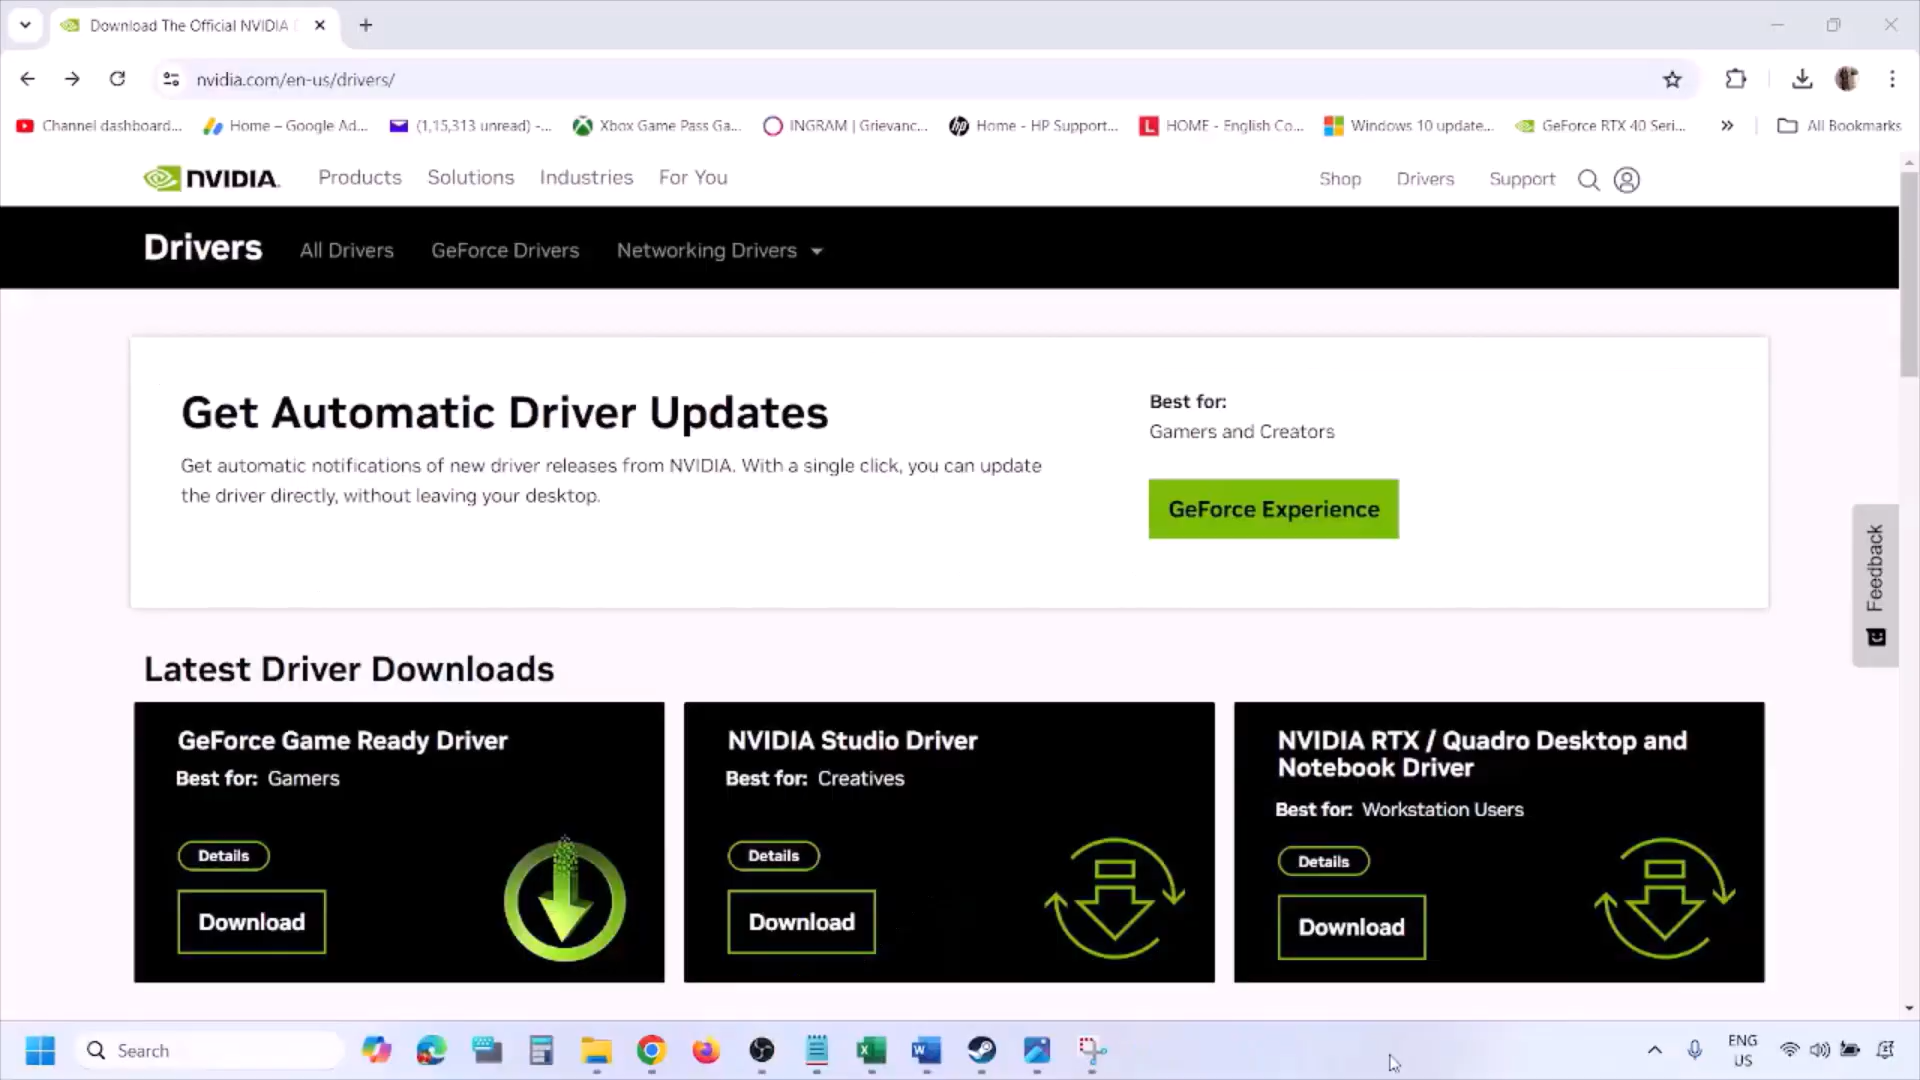 Download The Official NVIDIA
nvidia.com/en-us/drivers/
Channel dashboard...
Home – Google Ad...
(1,15,313 unread) -...
Xbox Game Pass Ga...
INGRAM | Grievanc...
Home - HP Support...
HOME - English Co...
Windows 10 update...
GeForce RTX 40 Seri...
All Bookmarks
NVIDIA.
Products
Solutions
Industries
For You
Shop
Drivers
Support
Drivers
All Drivers
GeForce Drivers
Networking Drivers
Get Automatic Driver Updates
Get automatic notifications of new driver releases from NVIDIA. With a single click, you can update
the driver directly, without leaving your desktop.
Best for:
Gamers and Creators
GeForce Experience
Feedback
Latest Driver Downloads
GeForce Game Ready Driver
Best for: Gamers
Details
Download
NVIDIA Studio Driver
Best for: Creatives
Details
Download
NVIDIA RTX / Quadro Desktop and
Notebook Driver
Best for: Workstation Users
Details
Download
Search
ENG
US